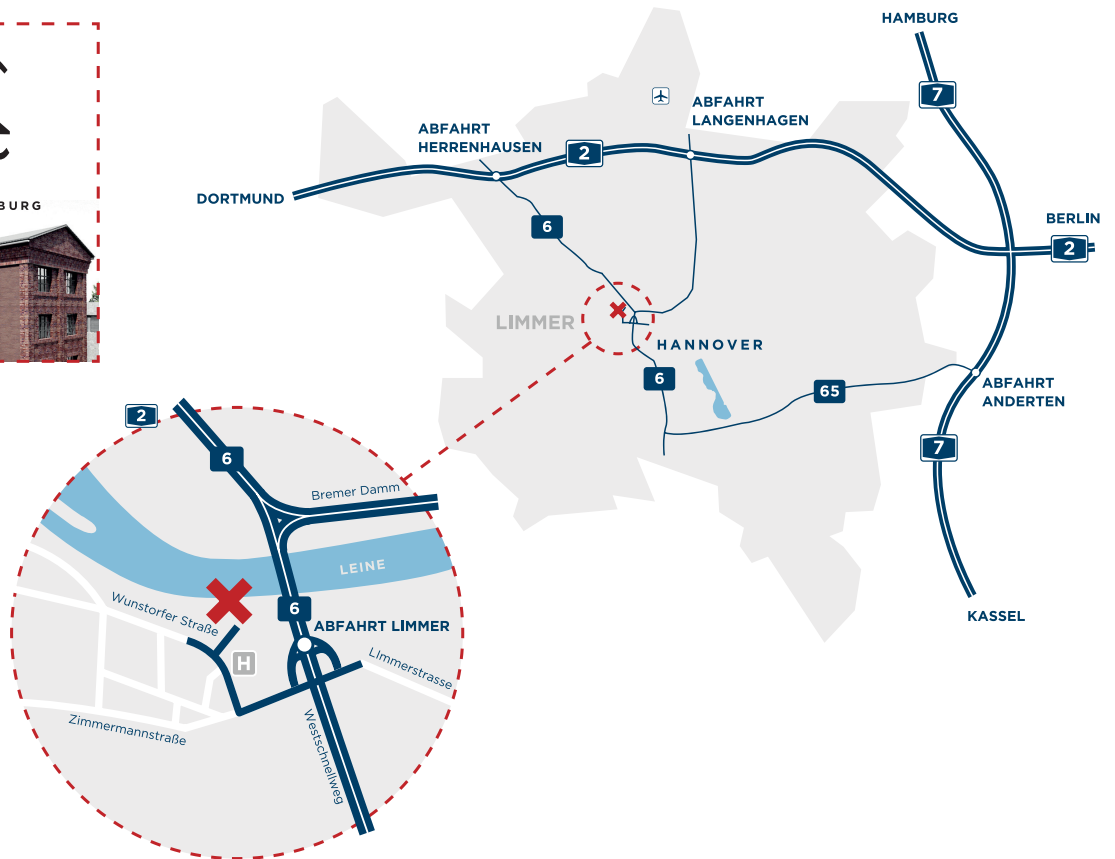 BURG
HAMBURG
7
ABFAHRT
LANGENHAGEN
ABFAHRT
HERRENHAUSEN
2
DORTMUND
6
BERLIN
2
LIMMER
HANNOVER
6
65
ABFAHRT
ANDERTEN
7
KASSEL
2
6
Bremer Damm
LEINE
Wunstorfer Straße
6
ABFAHRT LIMMER
H
LImmerstrasse
Zimmermannstraße
Westschnellweg